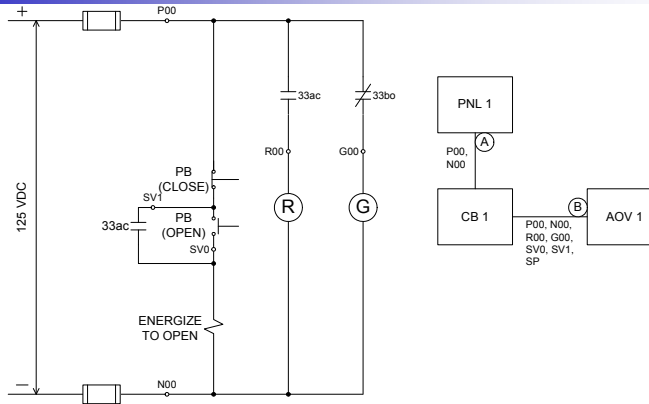 +
P00
125 VDC
33ac
33bo
R00
G00
PB
(CLOSE)
SV1
33ac
PB
(OPEN)
SV0
R
G
ENERGIZE
TO OPEN
N00
—
PNL 1
A
P00,
N00
CB 1
B
AOV 1
P00, N00,
R00, G00,
SV0, SV1,
SP